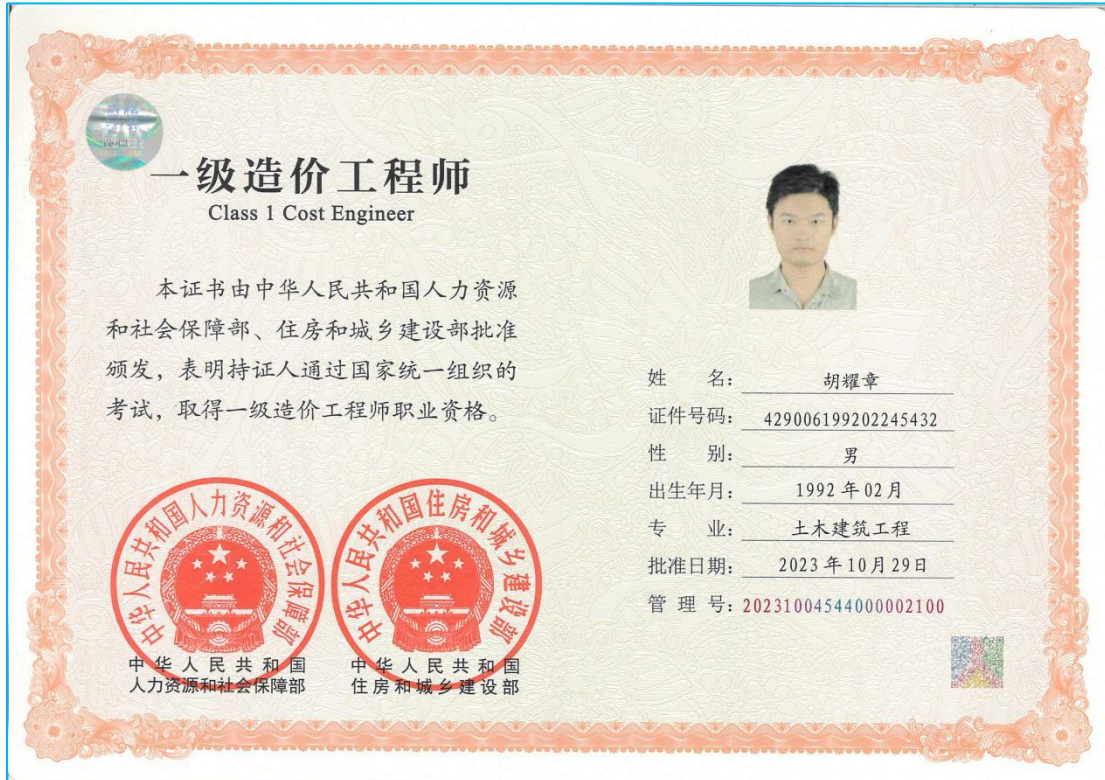 一级造价工程师
Class 1 Cost Engineer
本证书由中华人民共和国人力资源
和社会保障部、住房和城乡建设部批准
颁发，表明持证人通过国家统一组织的
考试，取得一级造价工程师职业资格。
中华人民共和国人力资源和社会保障部
中华人民共和国
人力资源和社会保障部
中华人民共和国住房和城乡建设部
中华人民共和国
住房和城乡建设部
姓 名： 胡耀章
证件号码： 429006199202245432
性 别： 男
出生年月： 1992年02月
专 业： 土木建筑工程
批准日期： 2023年10月29日
管 理 号： 20231004544000002100